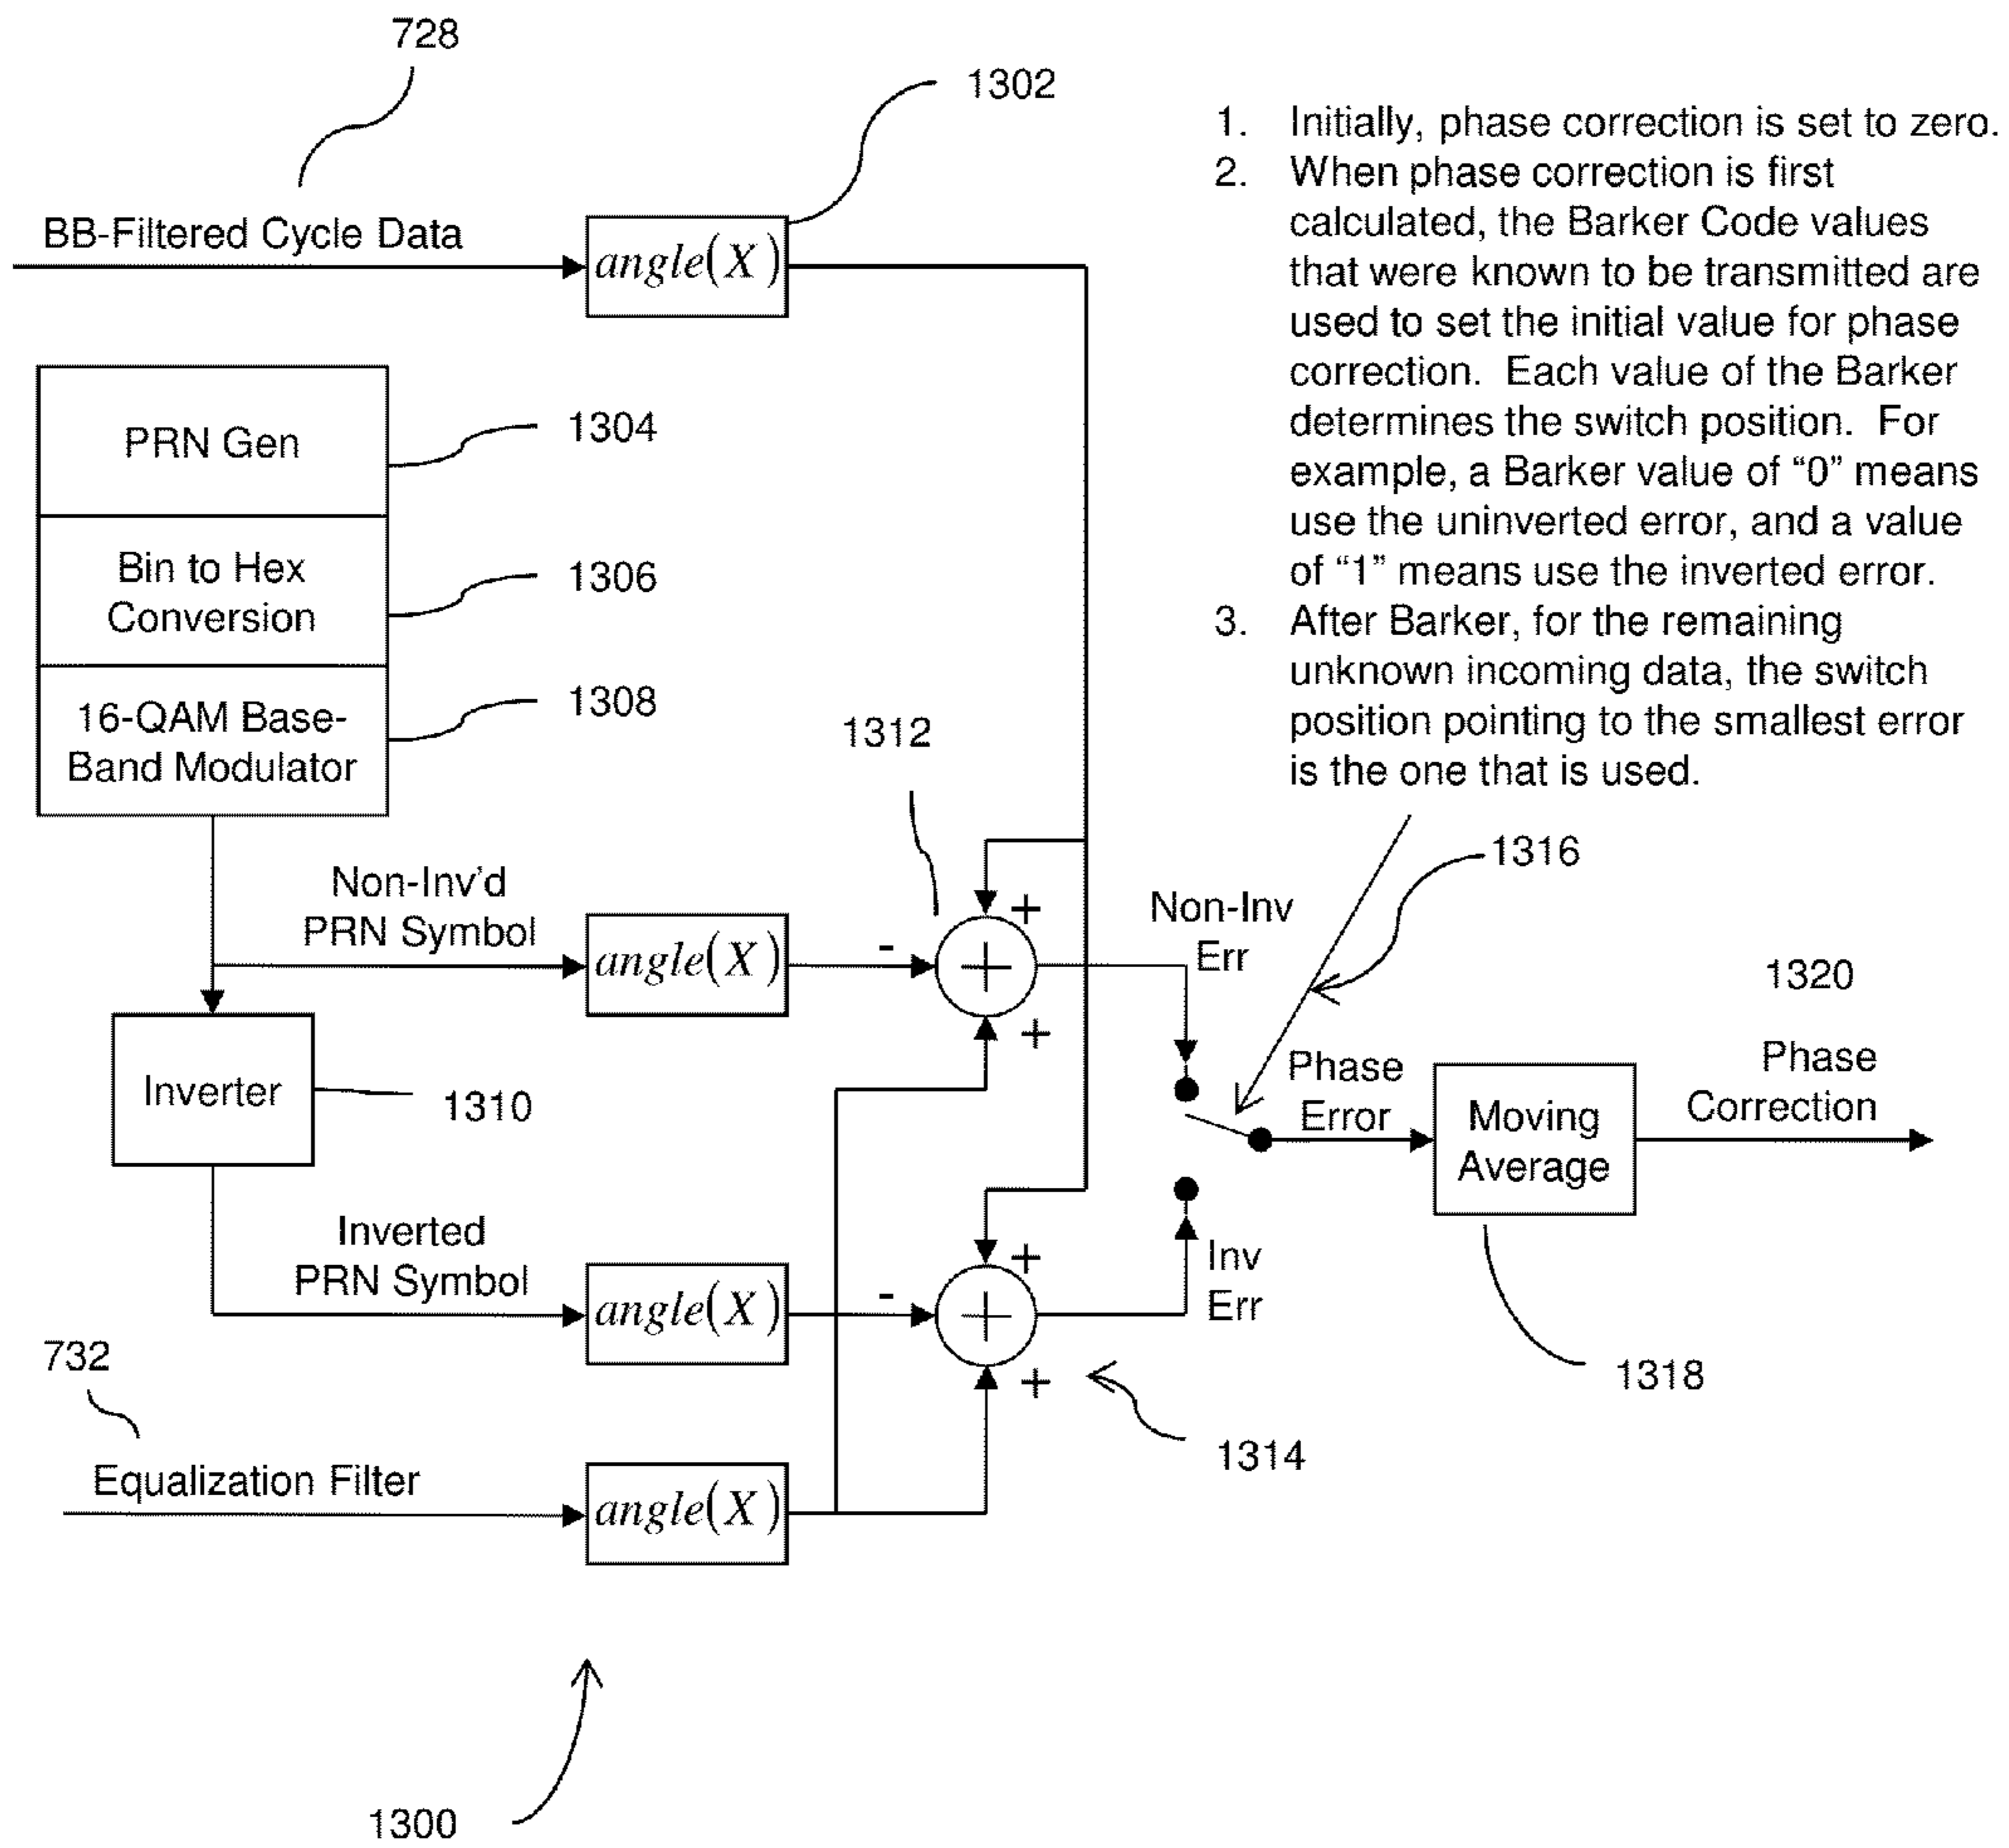 728
1302
BB-Filtered Cycle Data
angle(X)
1. Initially, phase correction is set to zero.
2. When phase correction is first
calculated, the Barker Code values
that were known to be transmitted are
used to set the initial value for phase
correction. Each value of the Barker
determines the switch position. For
example, a Barker value of “0” means
use the uninverted error, and a value
of “1” means use the inverted error.
3. After Barker, for the remaining
unknown incoming data, the switch
position pointing to the smallest error
is the one that is used.
PRN Gen
1304
Bin to Hex
Conversion
1306
16-QAM Base-
Band Modulator
1308
1312
1316
Non-Inv'd
PRN Symbol
angle(X)
-
+
+
+
Non-Inv
Err
1320
Inverter
1310
Phase
Error
Moving
Average
Phase
Correction
Inverted
PRN Symbol
angle(X)
-
+
+
+
Inv
Err
1318
732
1314
Equalization Filter
angle(X)
1300